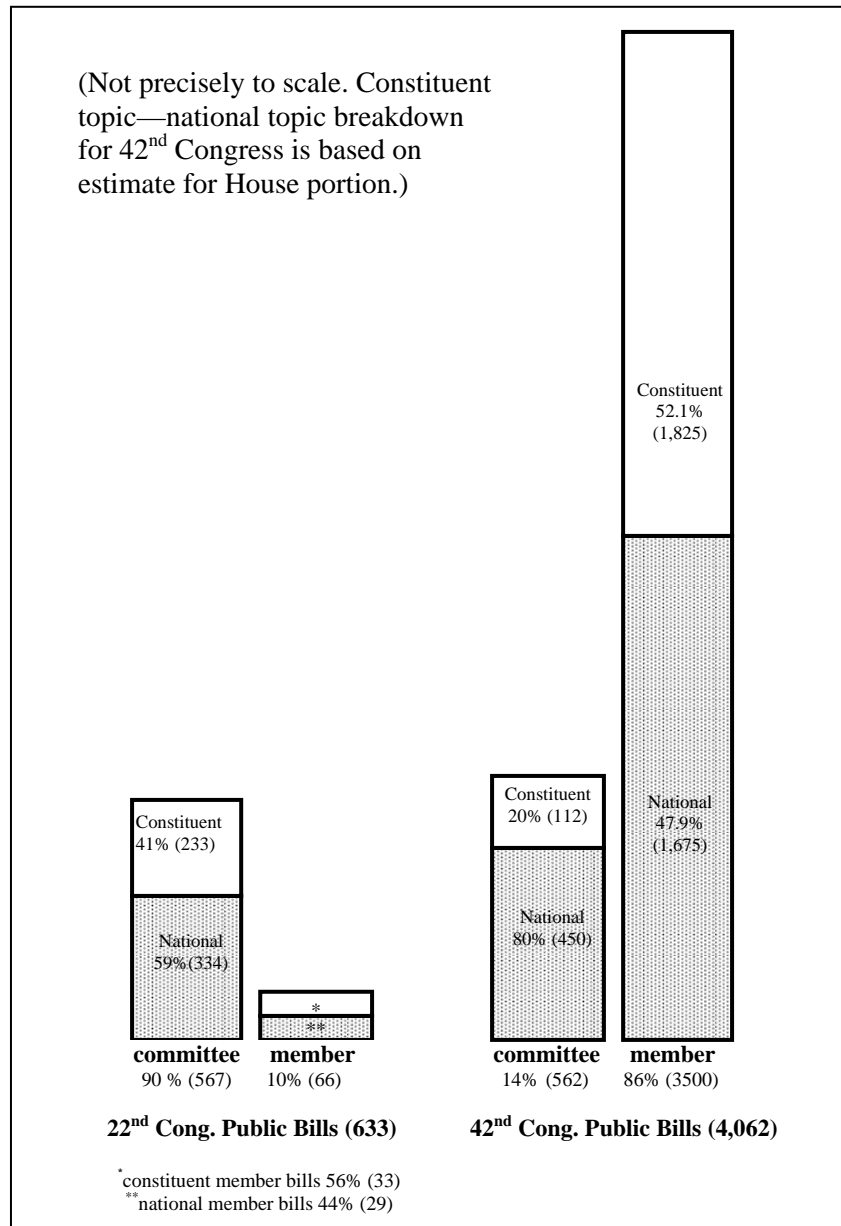 (Not precisely to scale. Constituent
topic—national topic breakdown
for 42nd Congress is based on
estimate for House portion.)
Constituent
52.1%
(1,825)
Constituent
20% (112)
Constituent
41% (233)
National
47.9%
(1,675)
National
80% (450)
National
59%(334)
*
**
committee
90 % (567)
member
10% (66)
committee
14% (562)
member
86% (3500)
22nd Cong. Public Bills (633)
42nd Cong. Public Bills (4,062)
*constituent member bills 56% (33)
**national member bills 44% (29)